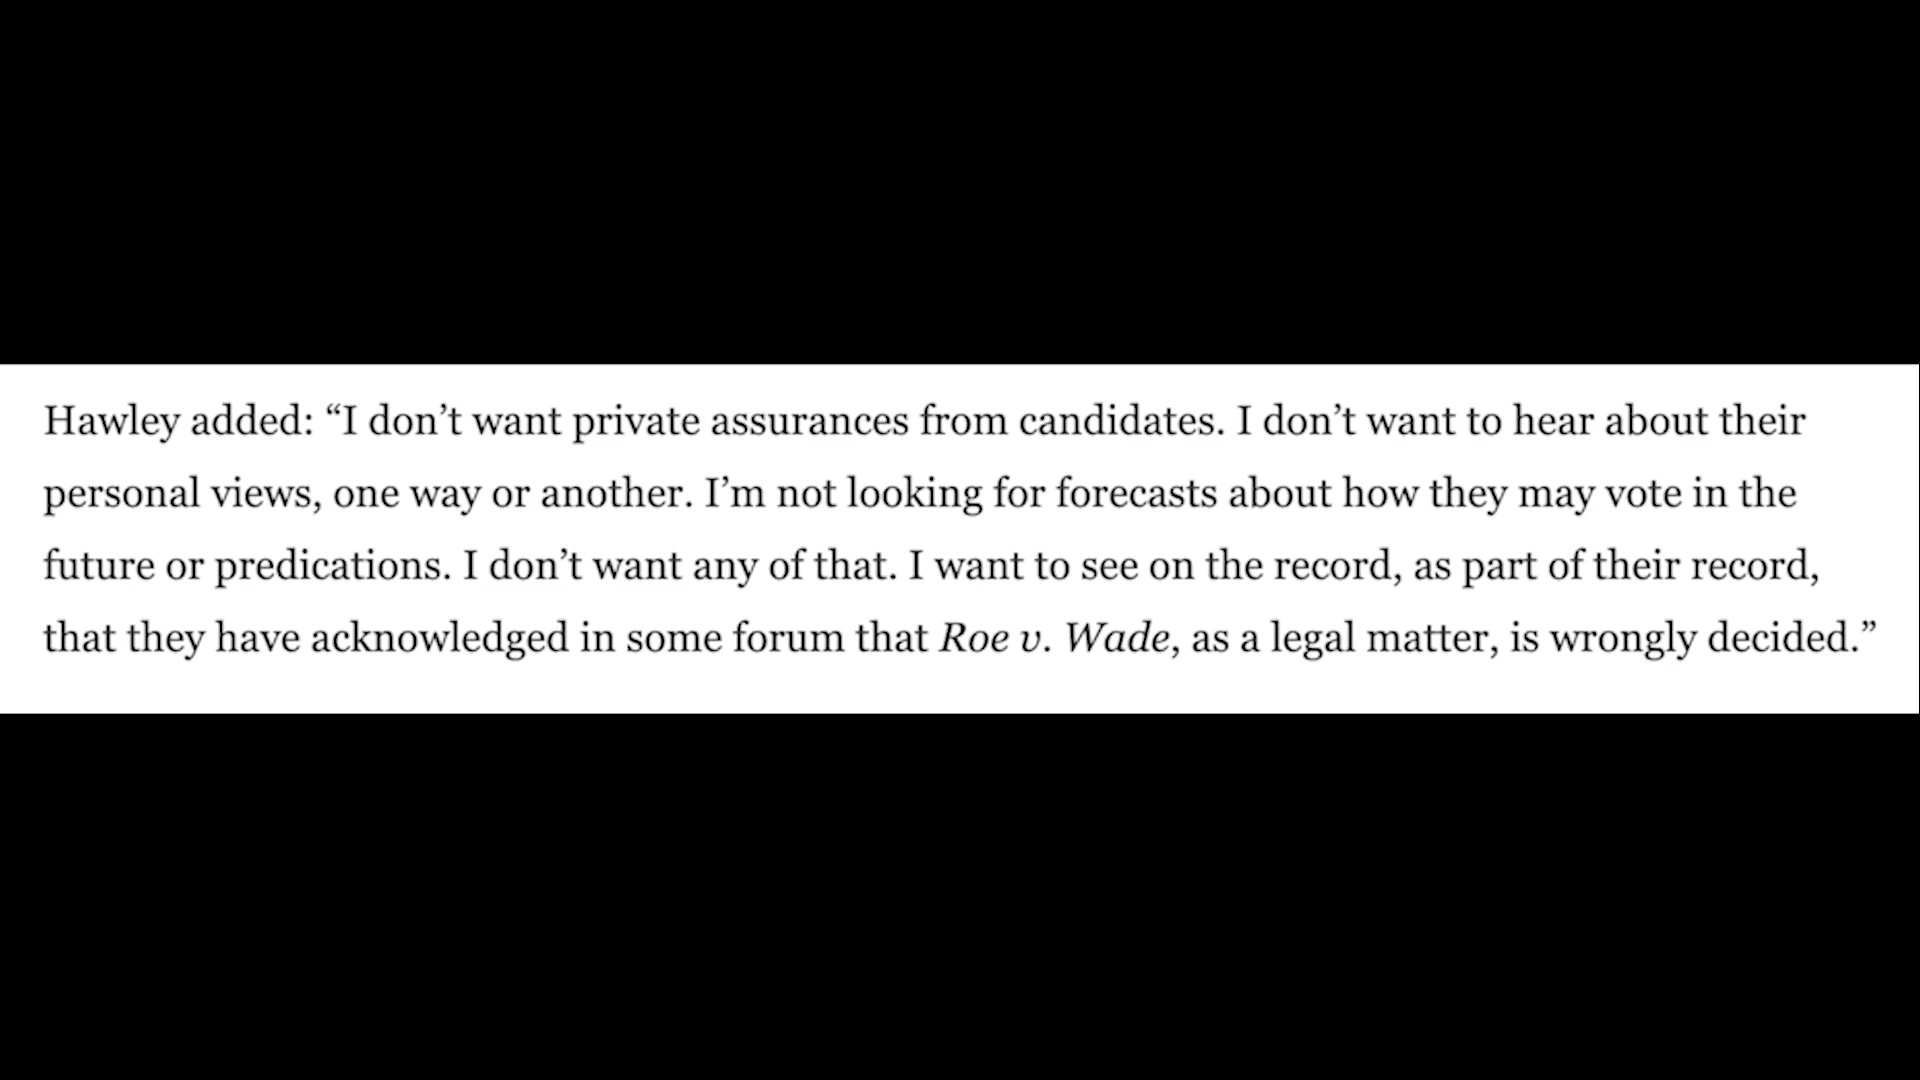 Hawley added: “I don’t want private assurances from candidates. I don’t want to hear about their
personal views, one way or another. I’m not looking for forecasts about how they may vote in the
future or predications. I don’t want any of that. I want to see on the record, as part of their record,
that they have acknowledged in some forum that Roe v. Wade, as a legal matter, is wrongly decided.”